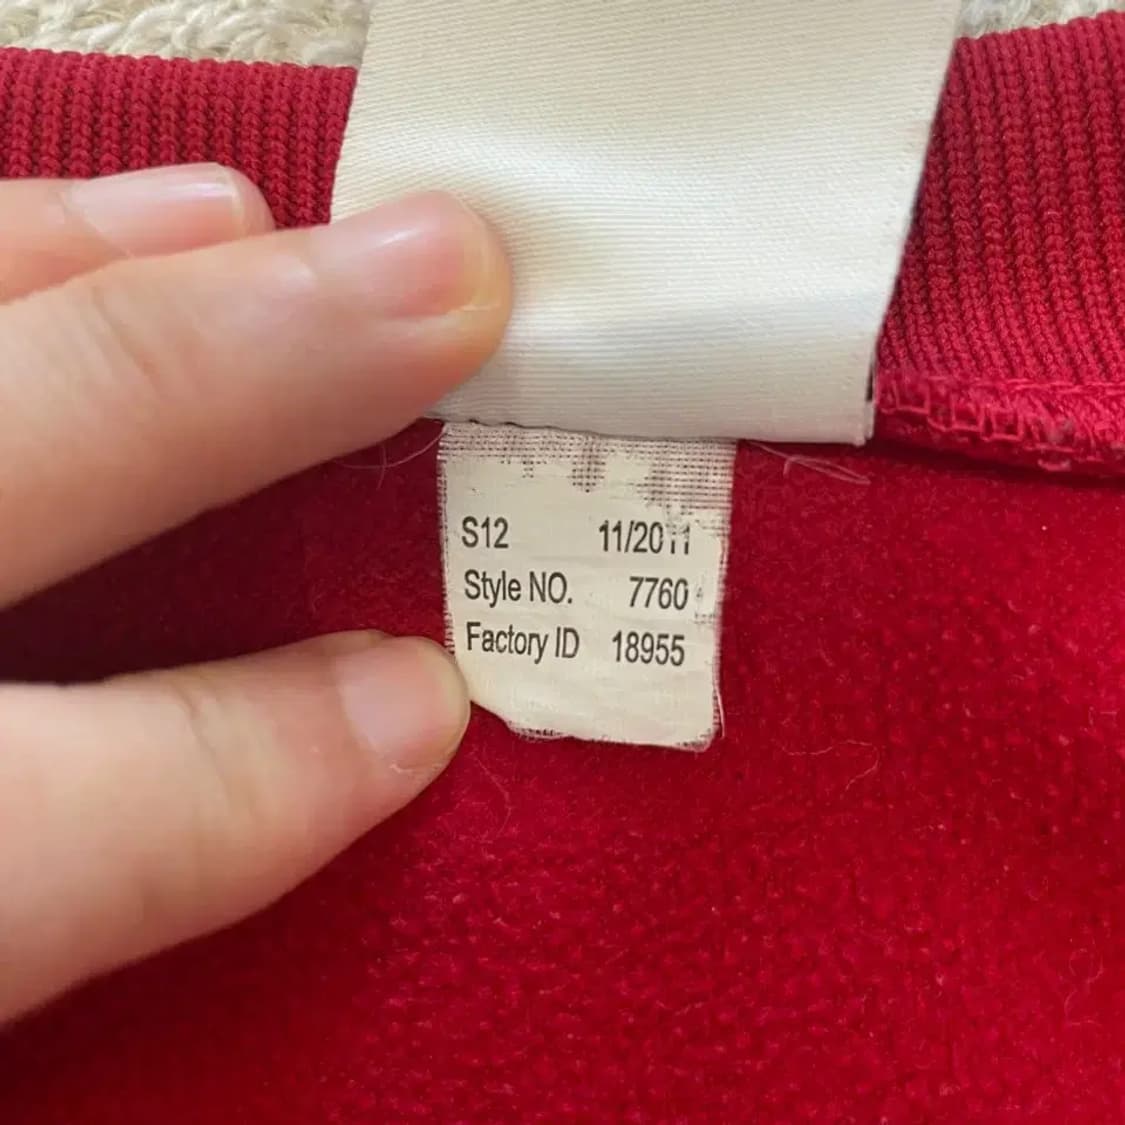 S12 11/2011
Style NO. 7760
Factory ID 18955